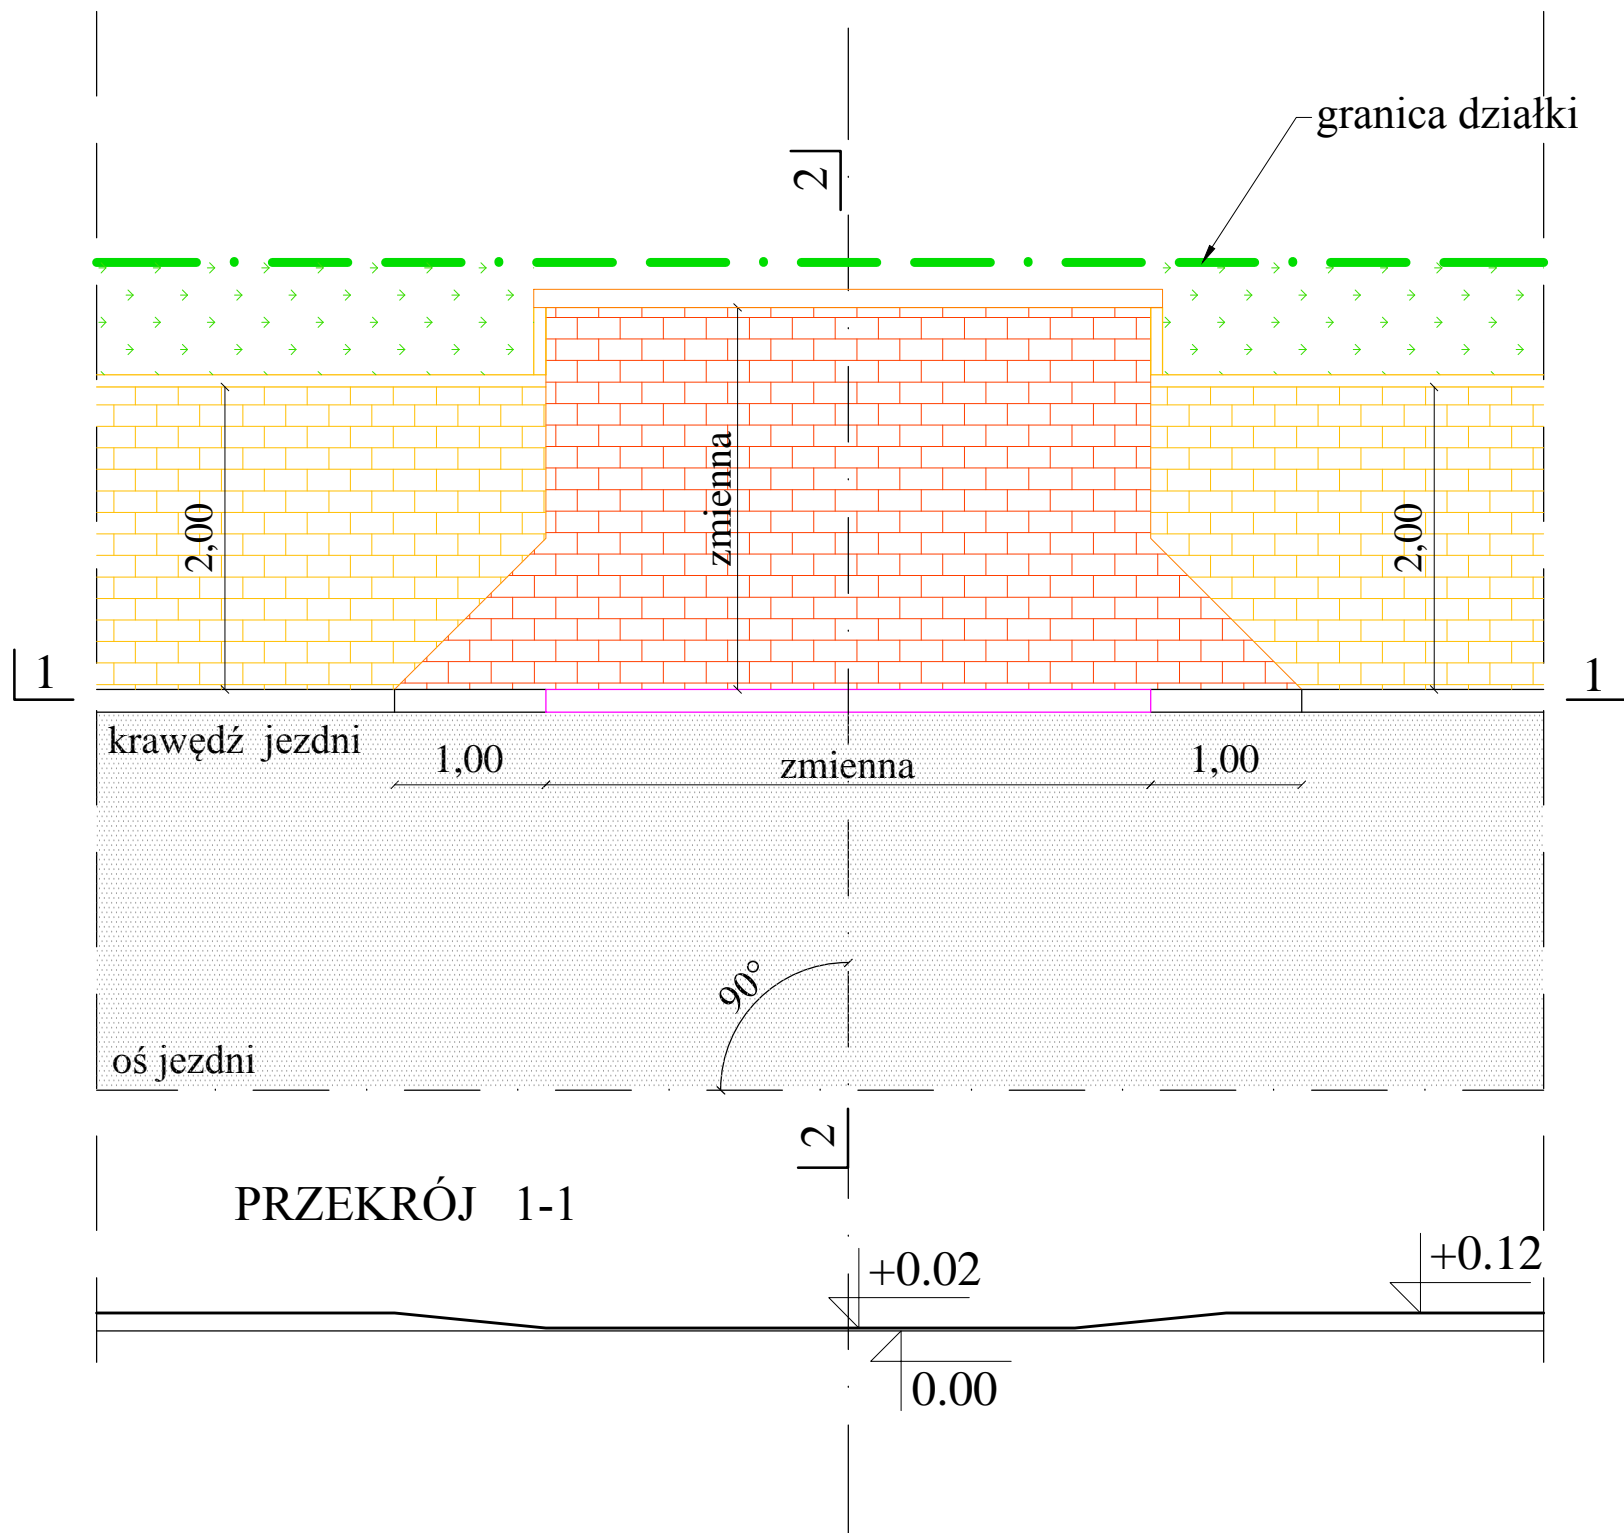 granica działki
2
zmienna
2,00
2,00
1
1
krawędź jezdni
1,00
zmienna
1,00
90°
oś jezdni
2
PRZEKRÓJ 1-1
+0.02
+0.12
0.00